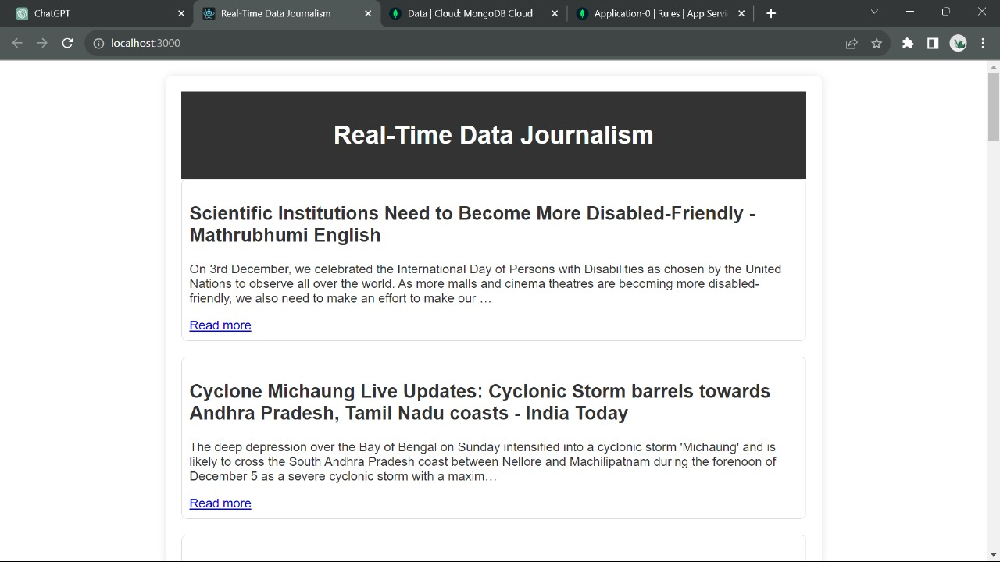 ChatGPT
Real-Time Data Journalism
Data | Cloud: MongoDB Cloud
Application-0 | Rules | App Servi
localhost:3000
Real-Time Data Journalism
Scientific Institutions Need to Become More Disabled-Friendly -
Mathrubhumi English
On 3rd December, we celebrated the International Day of Persons with Disabilities as chosen by the United
Nations to observe all over the world. As more malls and cinema theatres are becoming more disabled-
friendly, we also need to make an effort to make our …
Read more
Cyclone Michaung Live Updates: Cyclonic Storm barrels towards
Andhra Pradesh, Tamil Nadu coasts - India Today
The deep depression over the Bay of Bengal on Sunday intensified into a cyclonic storm 'Michaung' and is
likely to cross the South Andhra Pradesh coast between Nellore and Machilipatnam during the forenoon of
December 5 as a severe cyclonic storm with a maxim…
Read more